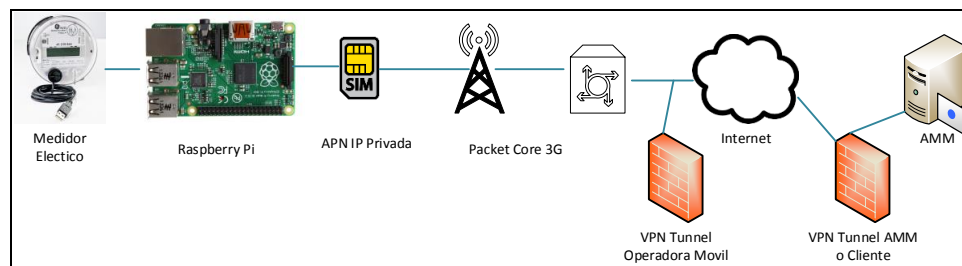 SIM
Medidor
Electico
Raspberry Pi
APN IP Privada
Packet Core 3G
Internet
AMM
VPN Tunnel
Operadora Movil
VPN Tunnel AMM
o Cliente